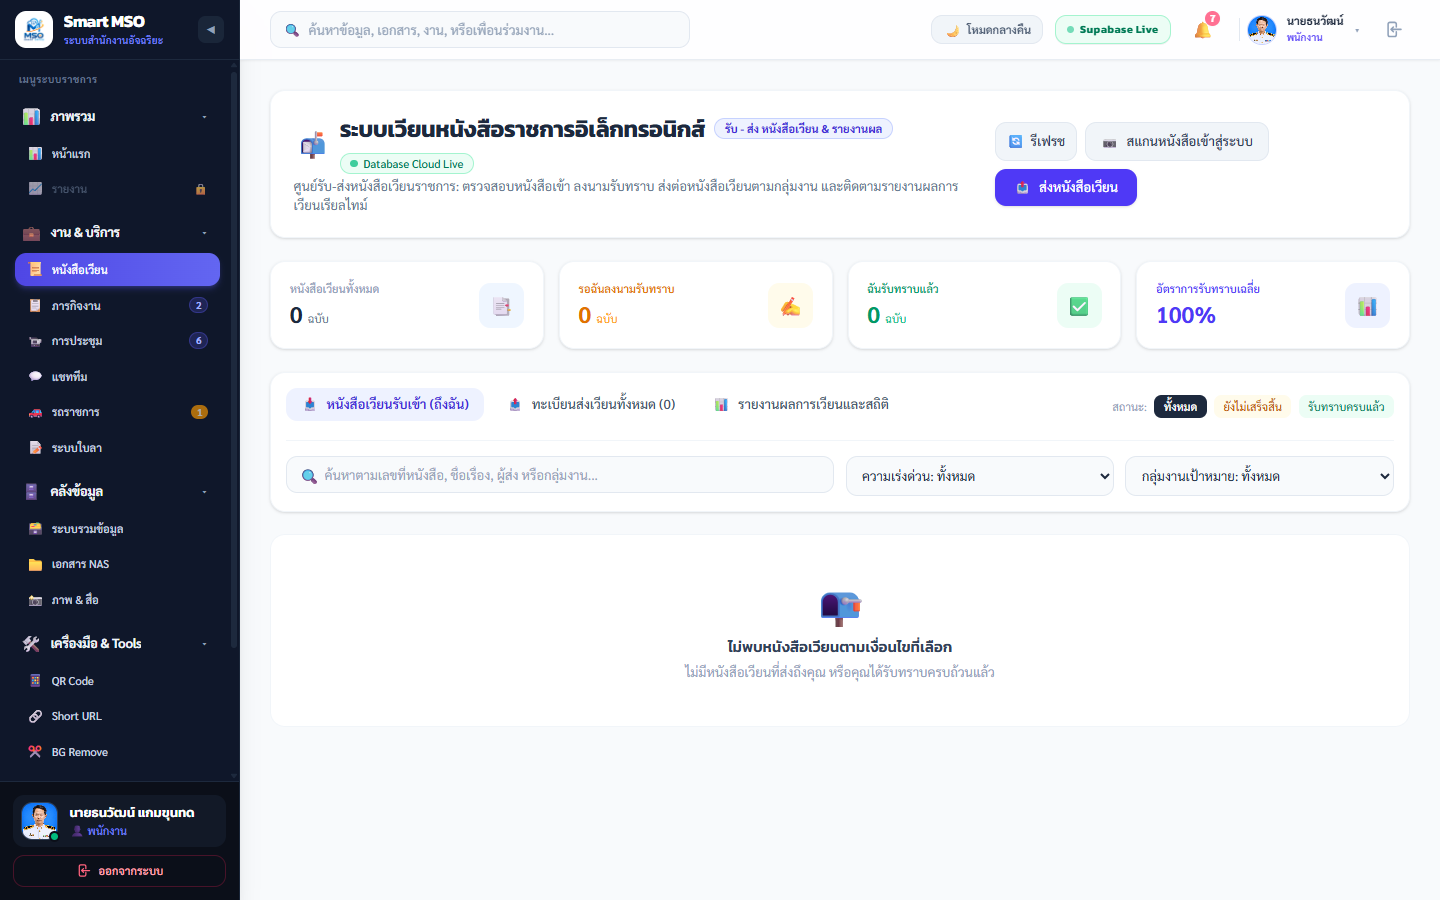 Smart MSO
ระบบสำนักงานอัจฉริยะ
เมนูระบบราชการ
ภาพรวม
หน้าแรก
รายงาน
งาน & บริการ
หนังสือเวียน
ภารกิจงาน 2
การประชุม 6
แชททีม
รถราชการ 1
ระบบใบลา
คลังข้อมูล
ระบบรวมข้อมูล
เอกสาร NAS
ภาพ & สื่อ
เครื่องมือ & Tools
QR Code
Short URL
BG Remove
นายธนวัฒน์ แกมขุนทด
พนักงาน
ออกจากระบบ
ค้นหาข้อมูล, เอกสาร, งาน, หรือเพื่อนร่วมงาน...
โหมดกลางคืน
Supabase Live
7
นายธนวัฒน์
พนักงาน
ระบบเวียนหนังสือราชการอิเล็กทรอนิกส์
รับ - ส่ง หนังสือเวียน & รายงานผล
Database Cloud Live
ศูนย์รับ-ส่งหนังสือเวียนราชการ: ตรวจสอบหนังสือเข้า ลงนามรับทราบ ส่งต่อหนังสือเวียนตามกลุ่มงาน และติดตามรายงานผลการ
เวียนเรียลไทม์
รีเฟรช
สแกนหนังสือเข้าสู่ระบบ
ส่งหนังสือเวียน
หนังสือเวียนทั้งหมด
0 ฉบับ
รอฉันลงนามรับทราบ
0 ฉบับ
ฉันรับทราบแล้ว
0 ฉบับ
อัตราการรับทราบเฉลี่ย
100%
หนังสือเวียนรับเข้า (ถึงฉัน)
ทะเบียนส่งเวียนทั้งหมด (0)
รายงานผลการเวียนและสถิติ
สถานะ: ทั้งหมด ยังไม่เสร็จสิ้น รับทราบครบแล้ว
ค้นหาตามเลขที่หนังสือ, ชื่อเรื่อง, ผู้ส่ง หรือกลุ่มงาน...
ความเร่งด่วน: ทั้งหมด
กลุ่มงานเป้าหมาย: ทั้งหมด
ไม่พบหนังสือเวียนตามเงื่อนไขที่เลือก
ไม่มีหนังสือเวียนที่ส่งถึงคุณ หรือคุณได้รับทราบครบถ้วนแล้ว